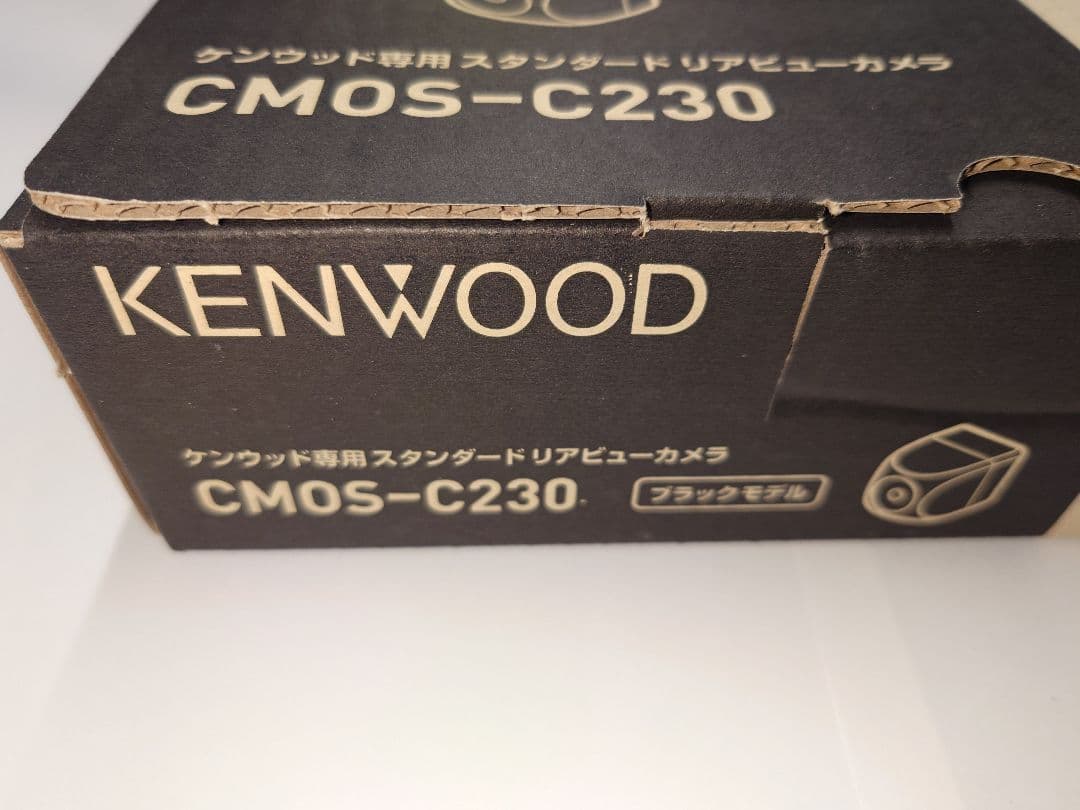 ケンウッド専用 スタンダード リアビューカメラ
CMOS-C230
KENWOOD
ケンウッド専用 スタンダード リアビューカメラ
CMOS-C230
ブラックモデル